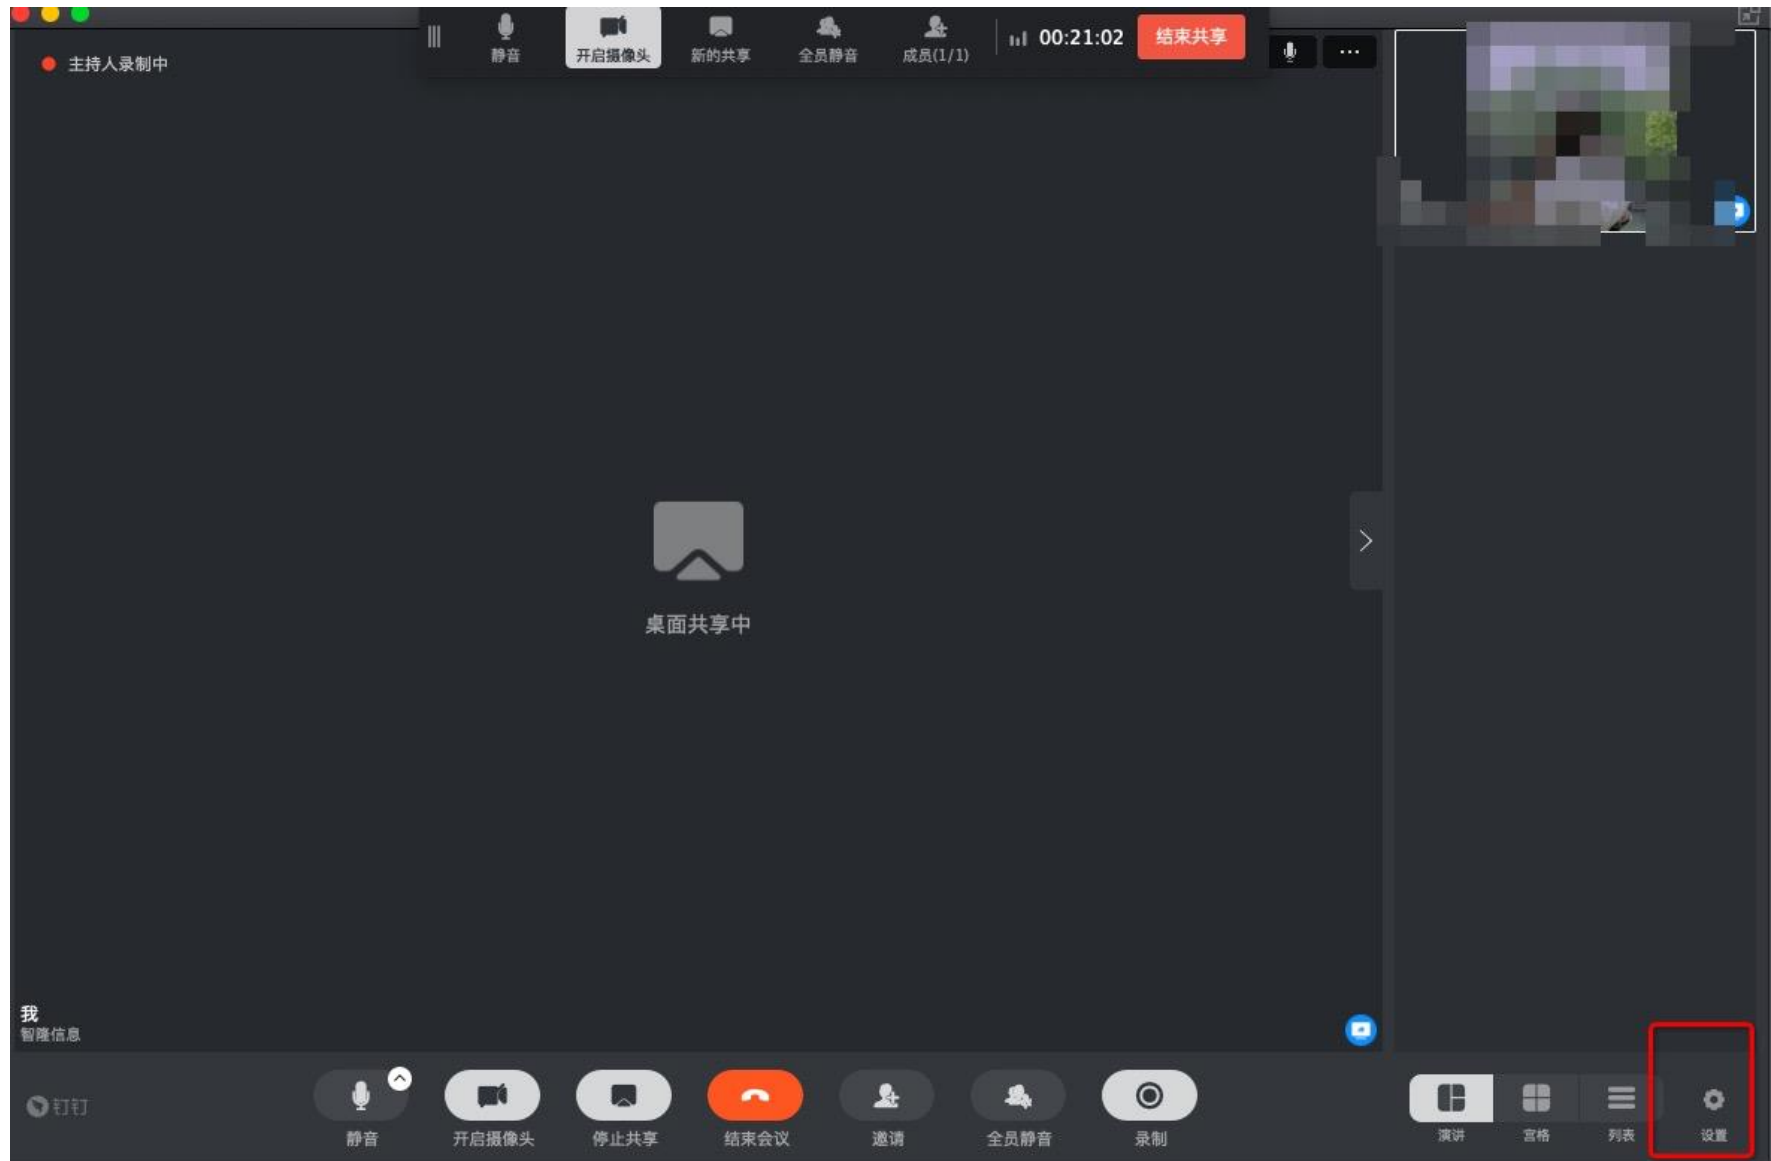 主持人录制中
静音
开启摄像头
新的共享
全员静音
成员(1/1)
00:21:02
结束共享
桌面共享中
我
智隆信息
钉钉
静音
开启摄像头
停止共享
结束会议
邀请
全员静音
录制
演讲
宫格
列表
设置